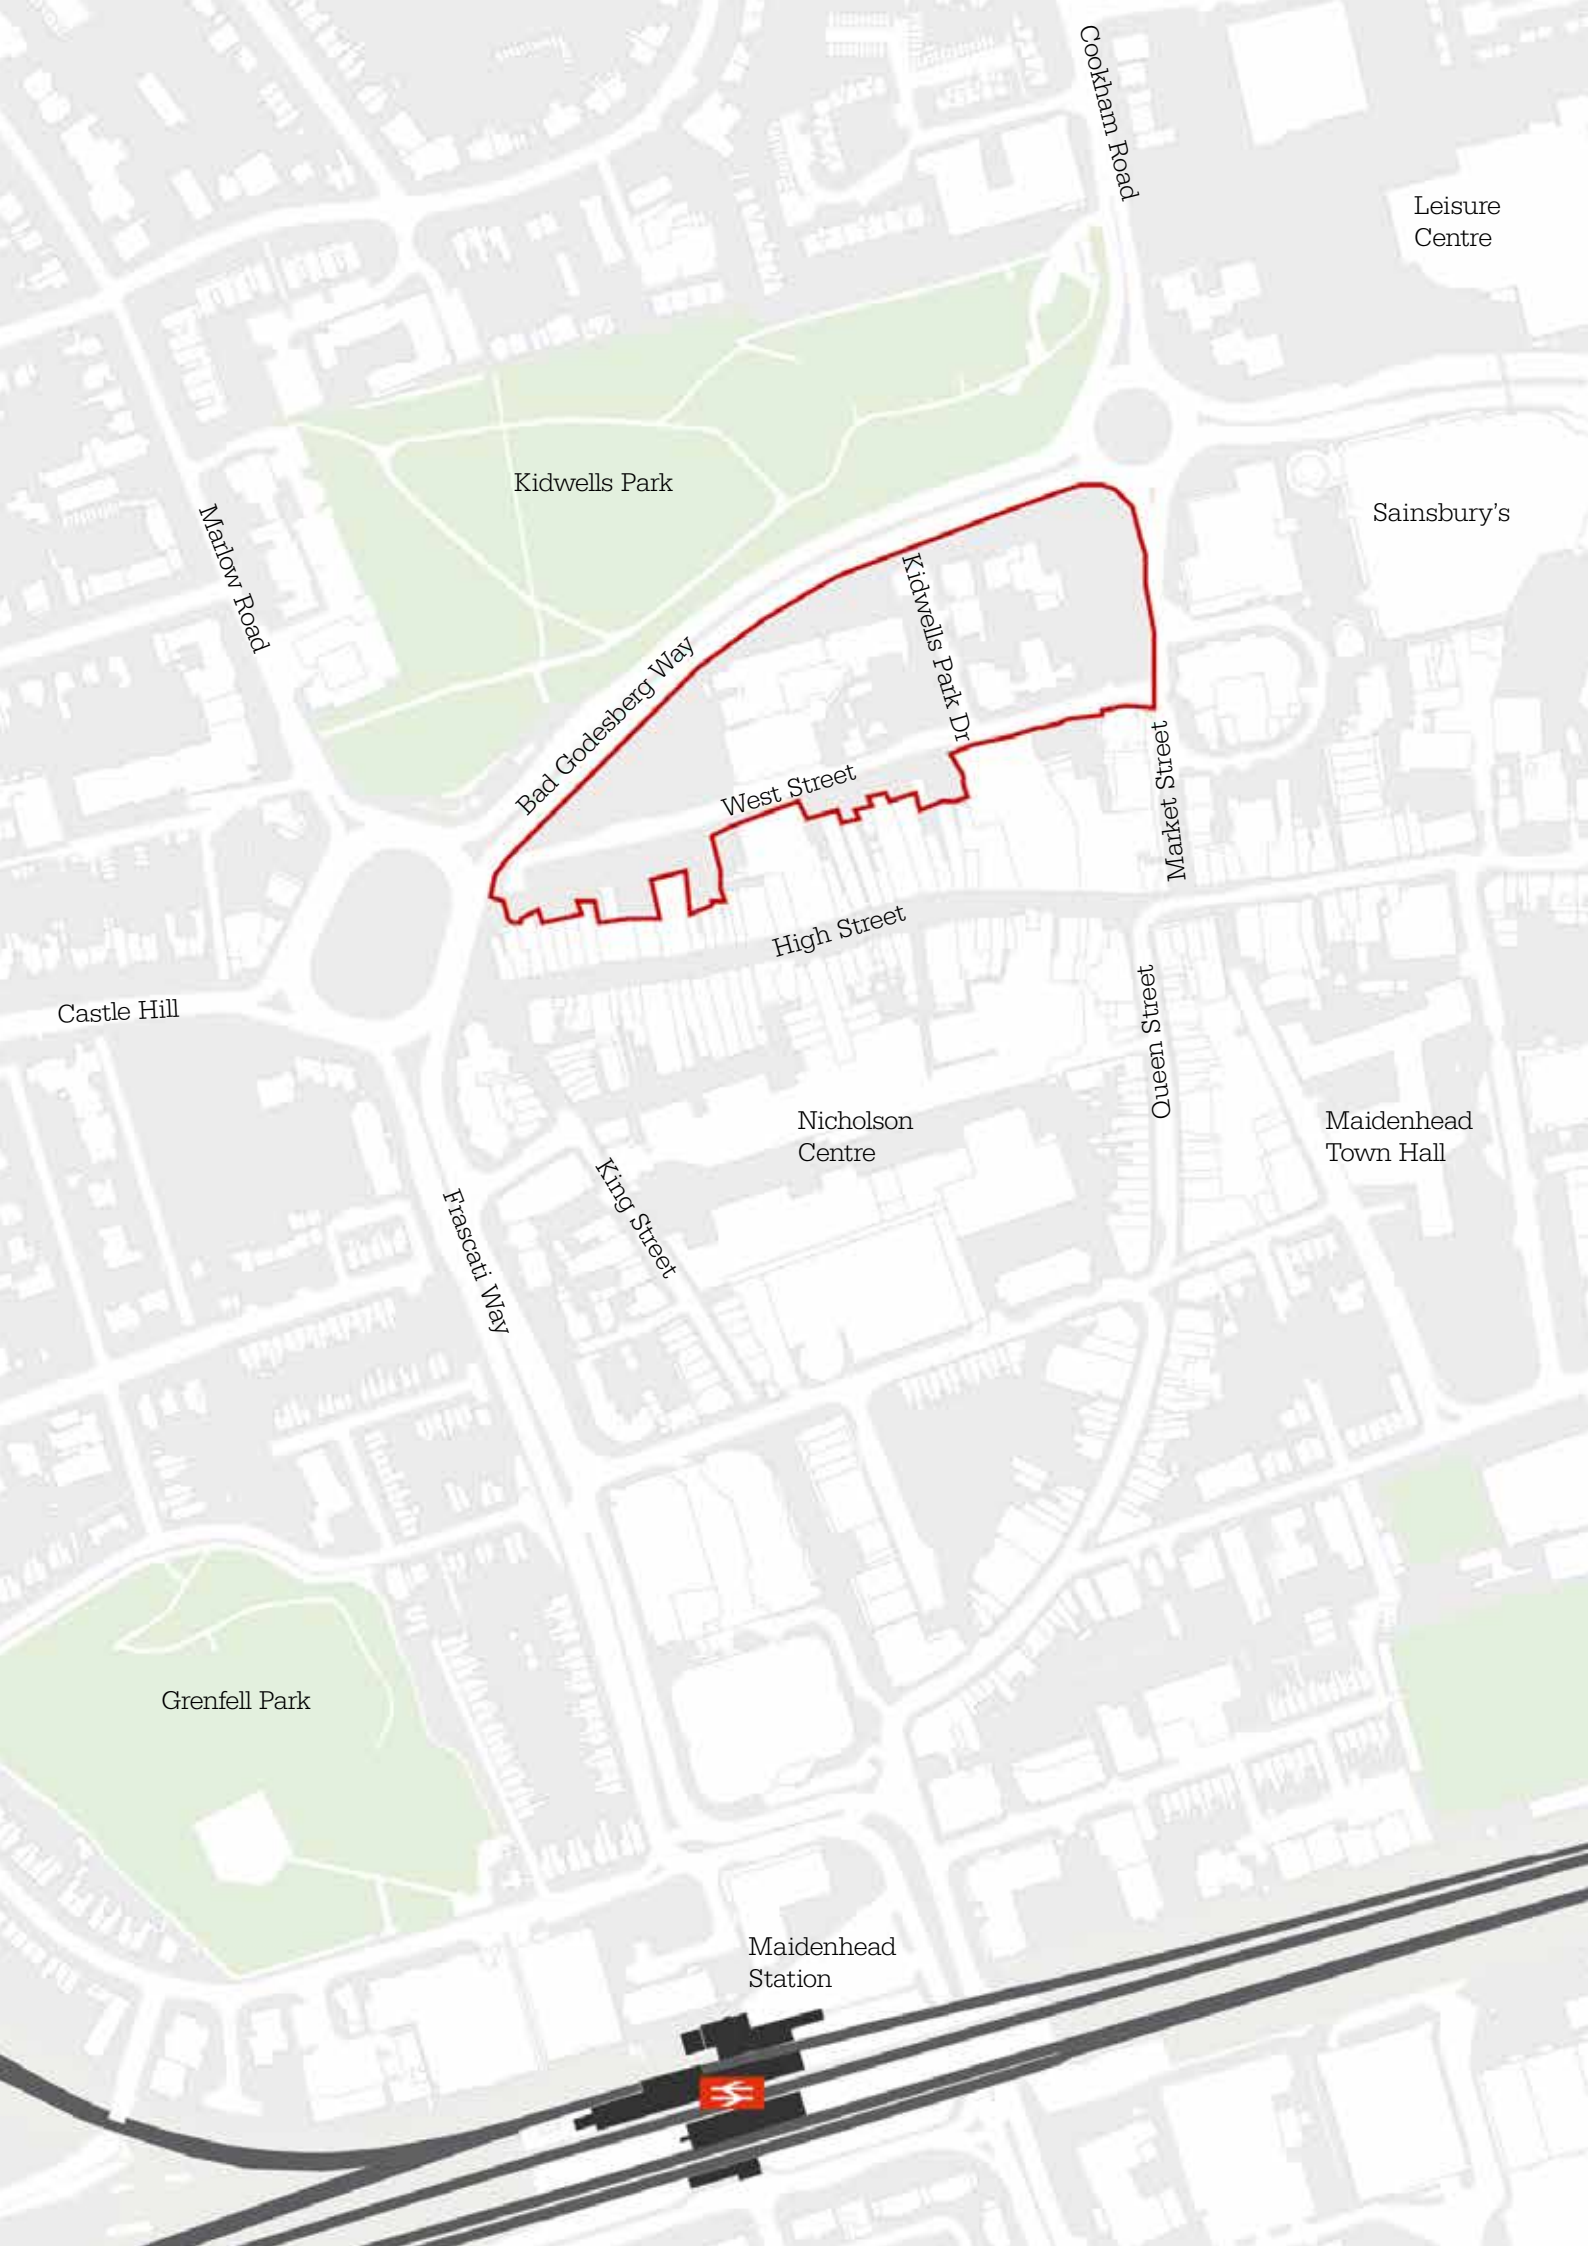 Cookham Road
Leisure
Centre
Kidwells Park
Sainsbury's
Marlow Road
Kidwells Park Dr
Bad Godesberg Way
West Street
Market Street
High Street
Castle Hill
Queen Street
Nicholson
Centre
Maidenhead
Town Hall
King Street
Frascati Way
Grenfell Park
Maidenhead
Station